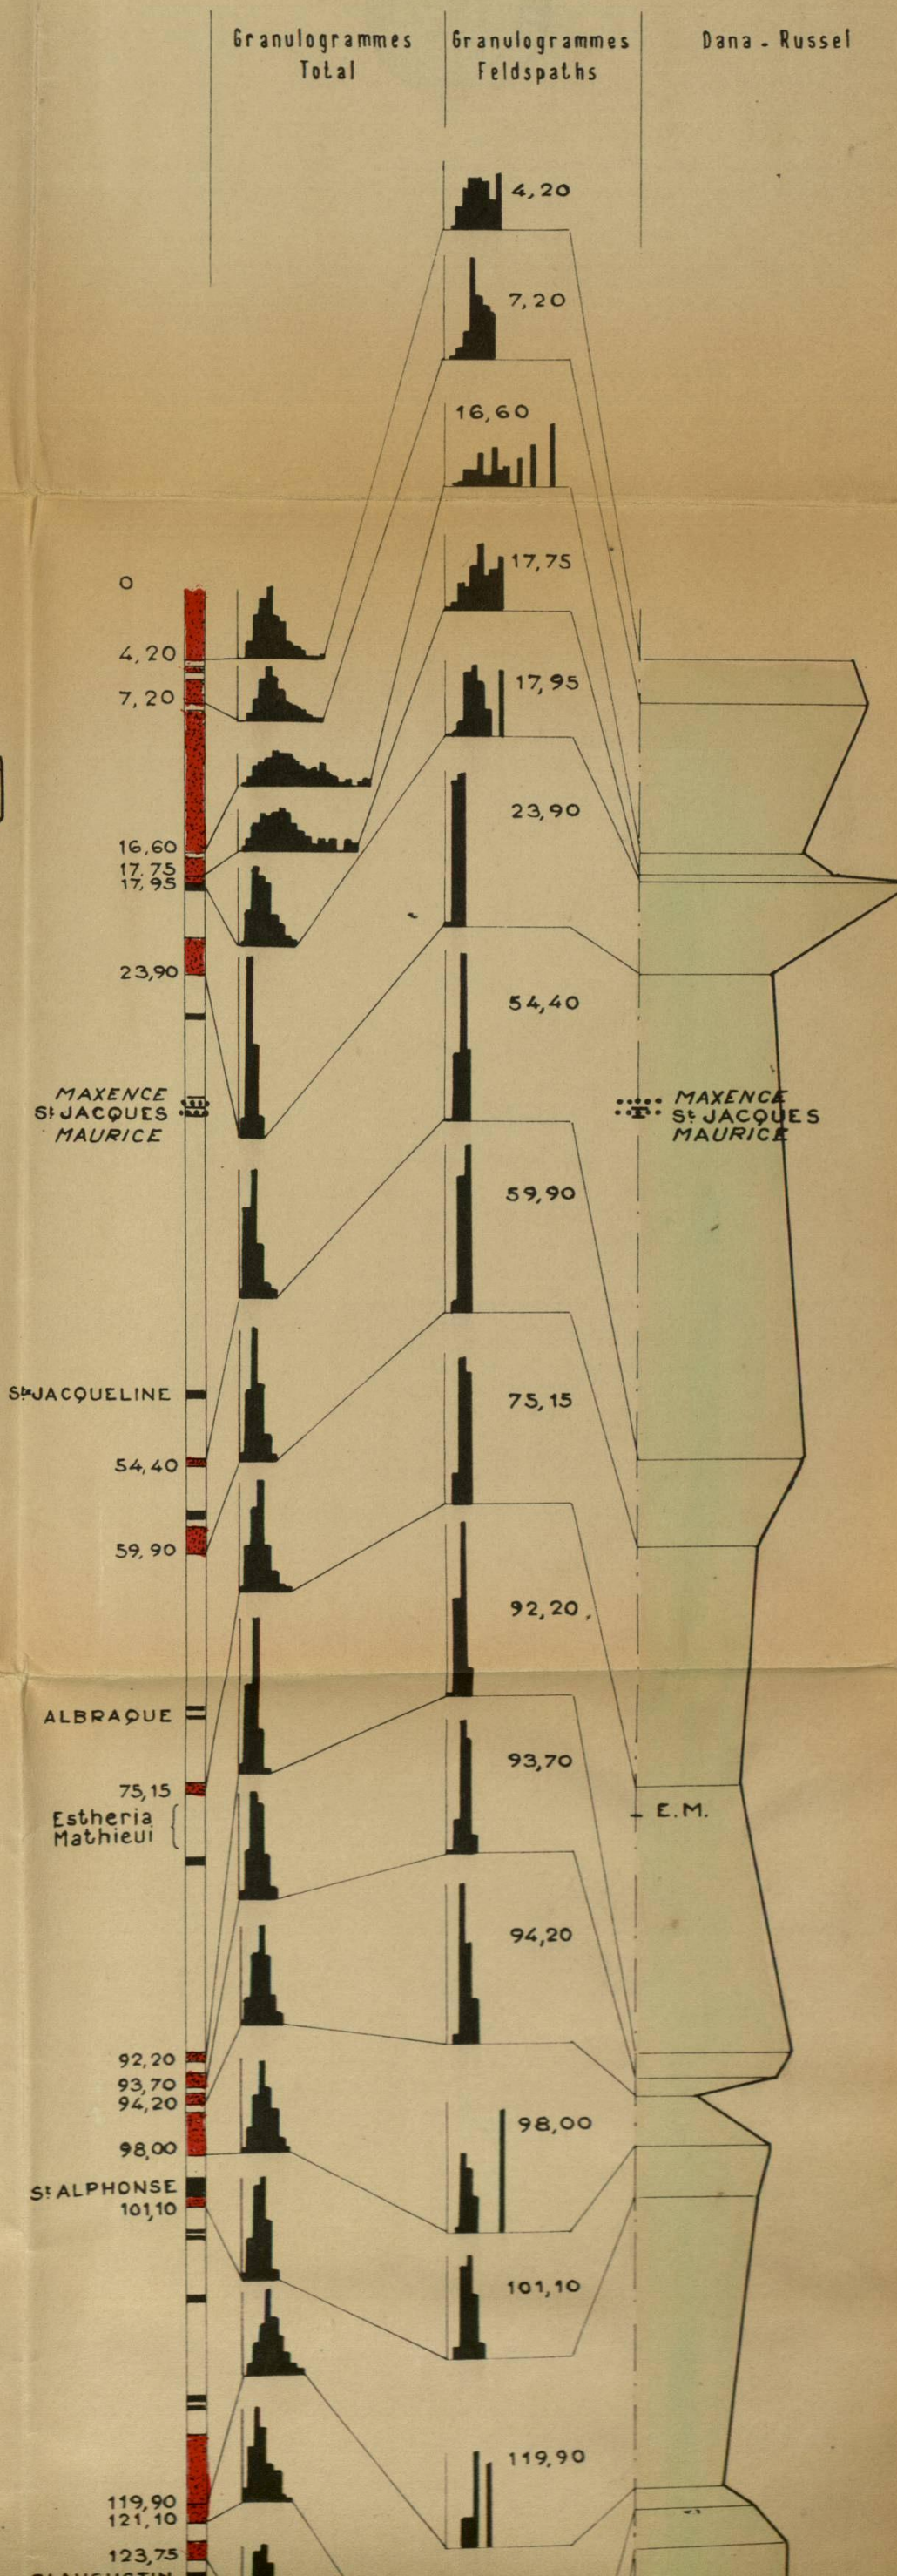 Granulogrammes
Total
Granulogrammes
Feldspaths
Dana - Russel
4,20
7,20
16,60
17,75
17,95
23,90
54,40
59,90
75,15
92,20
93,70
94,20
98,00
101,10
119,90
0
4,20
7,20
16,60
17,75
17,95
23,90
MAXENCE
St JACQUES
MAURICE
Ste JACQUELINE
54,40
59,90
ALBRAQUE
75,15
Estheria
Mathieui
92,20
93,70
94,20
98,00
St ALPHONSE
101,10
119,90
121,10
123,75
MAXENCE
St JACQUES
MAURICE
E.M.